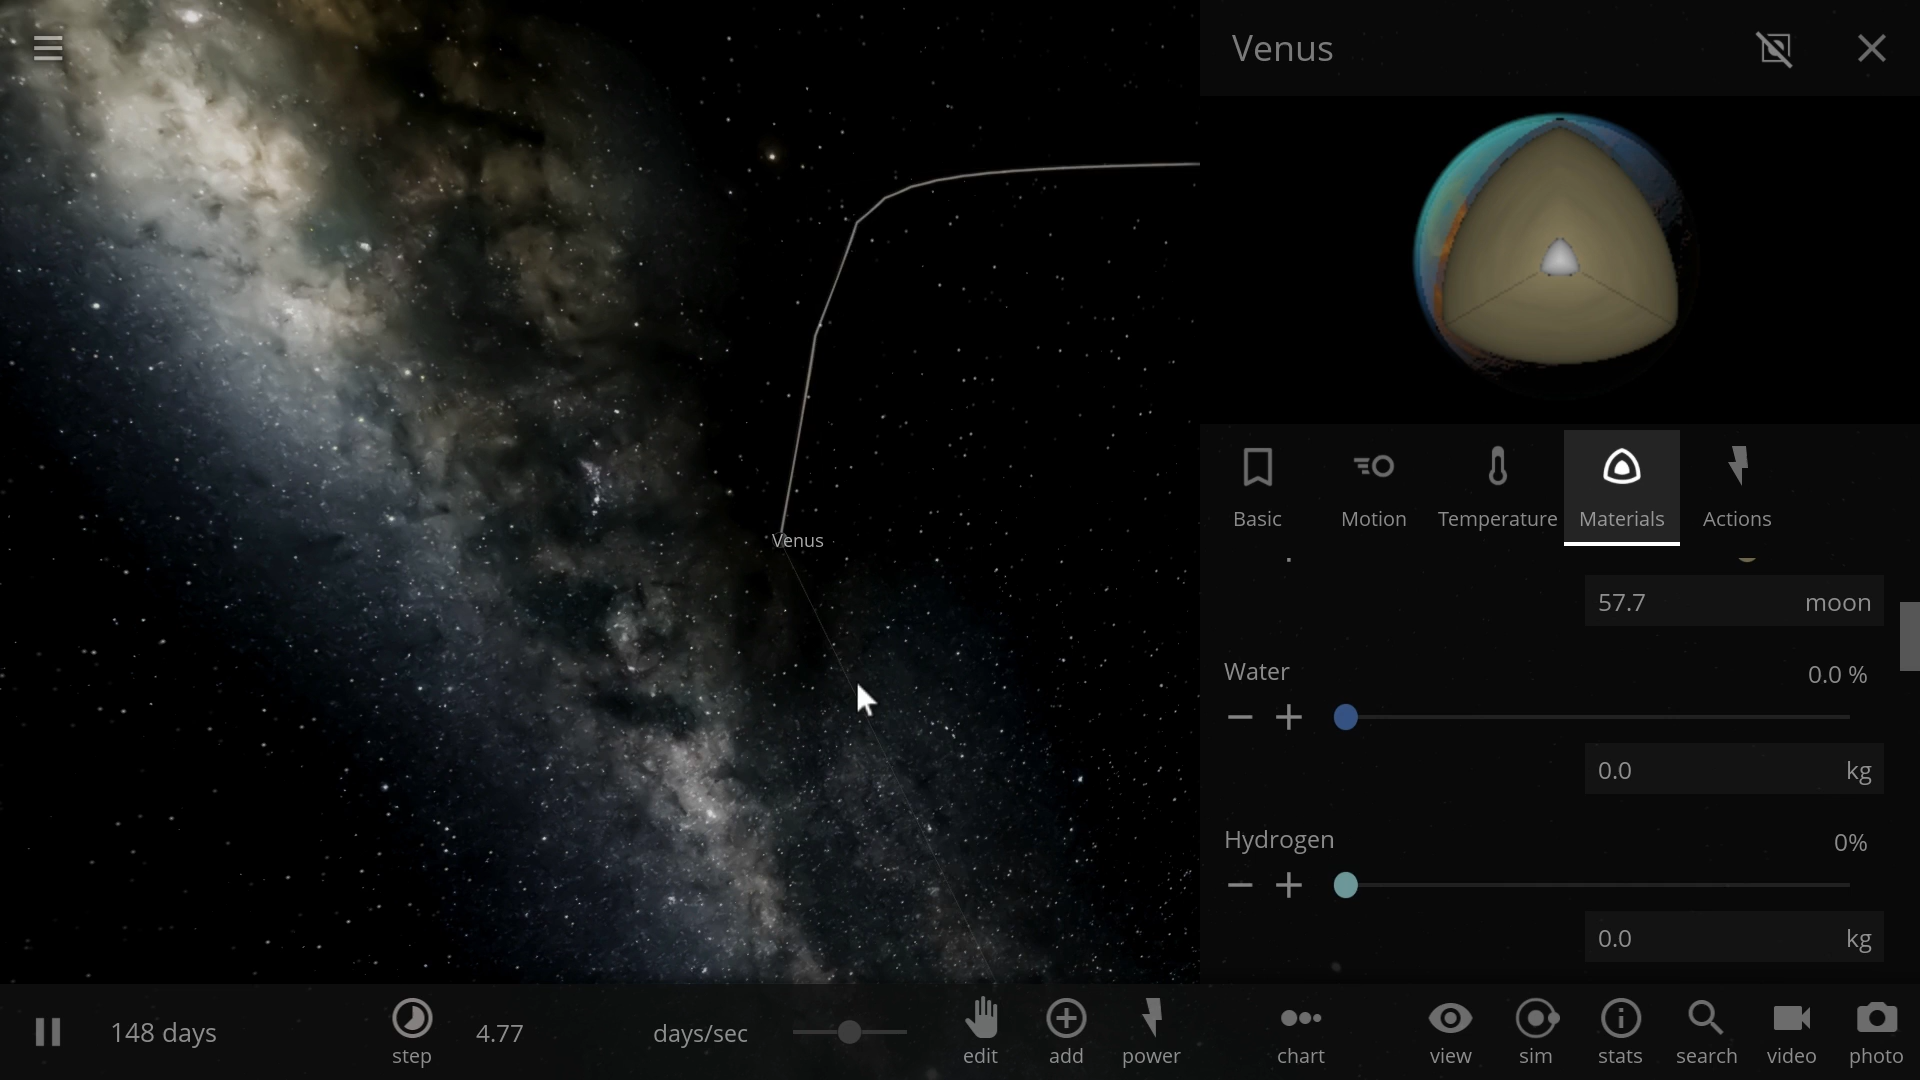 Venus
Basic
Motion
Temperature
Materials
Actions
57.7 moon
Water
0.0 %
0.0 kg
Hydrogen
0%
0.0 kg
Venus
148 days
step
4.77
days/sec
edit
add
power
chart
view
sim
stats
search
video
photo